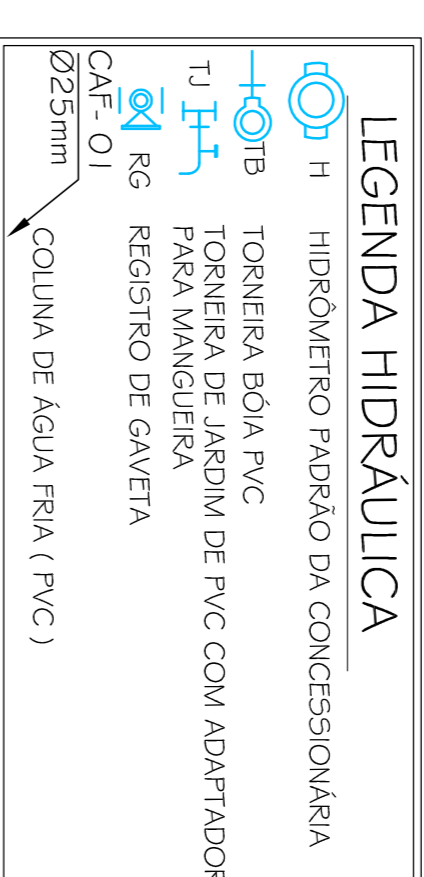 LEGENDA HIDRÁULICA
H HIDRÔMETRO PADRÃO DA CONCESSIONÁRIA
TB TORNEIRA BÓIA PVC
TJ TORNEIRA DE JARDIM DE PVC COM ADAPTADOR
PARA MANGUEIRA
RG REGISTRO DE GAVETA
CAF-01
Ø25mm COLUNA DE ÁGUA FRIA ( PVC )